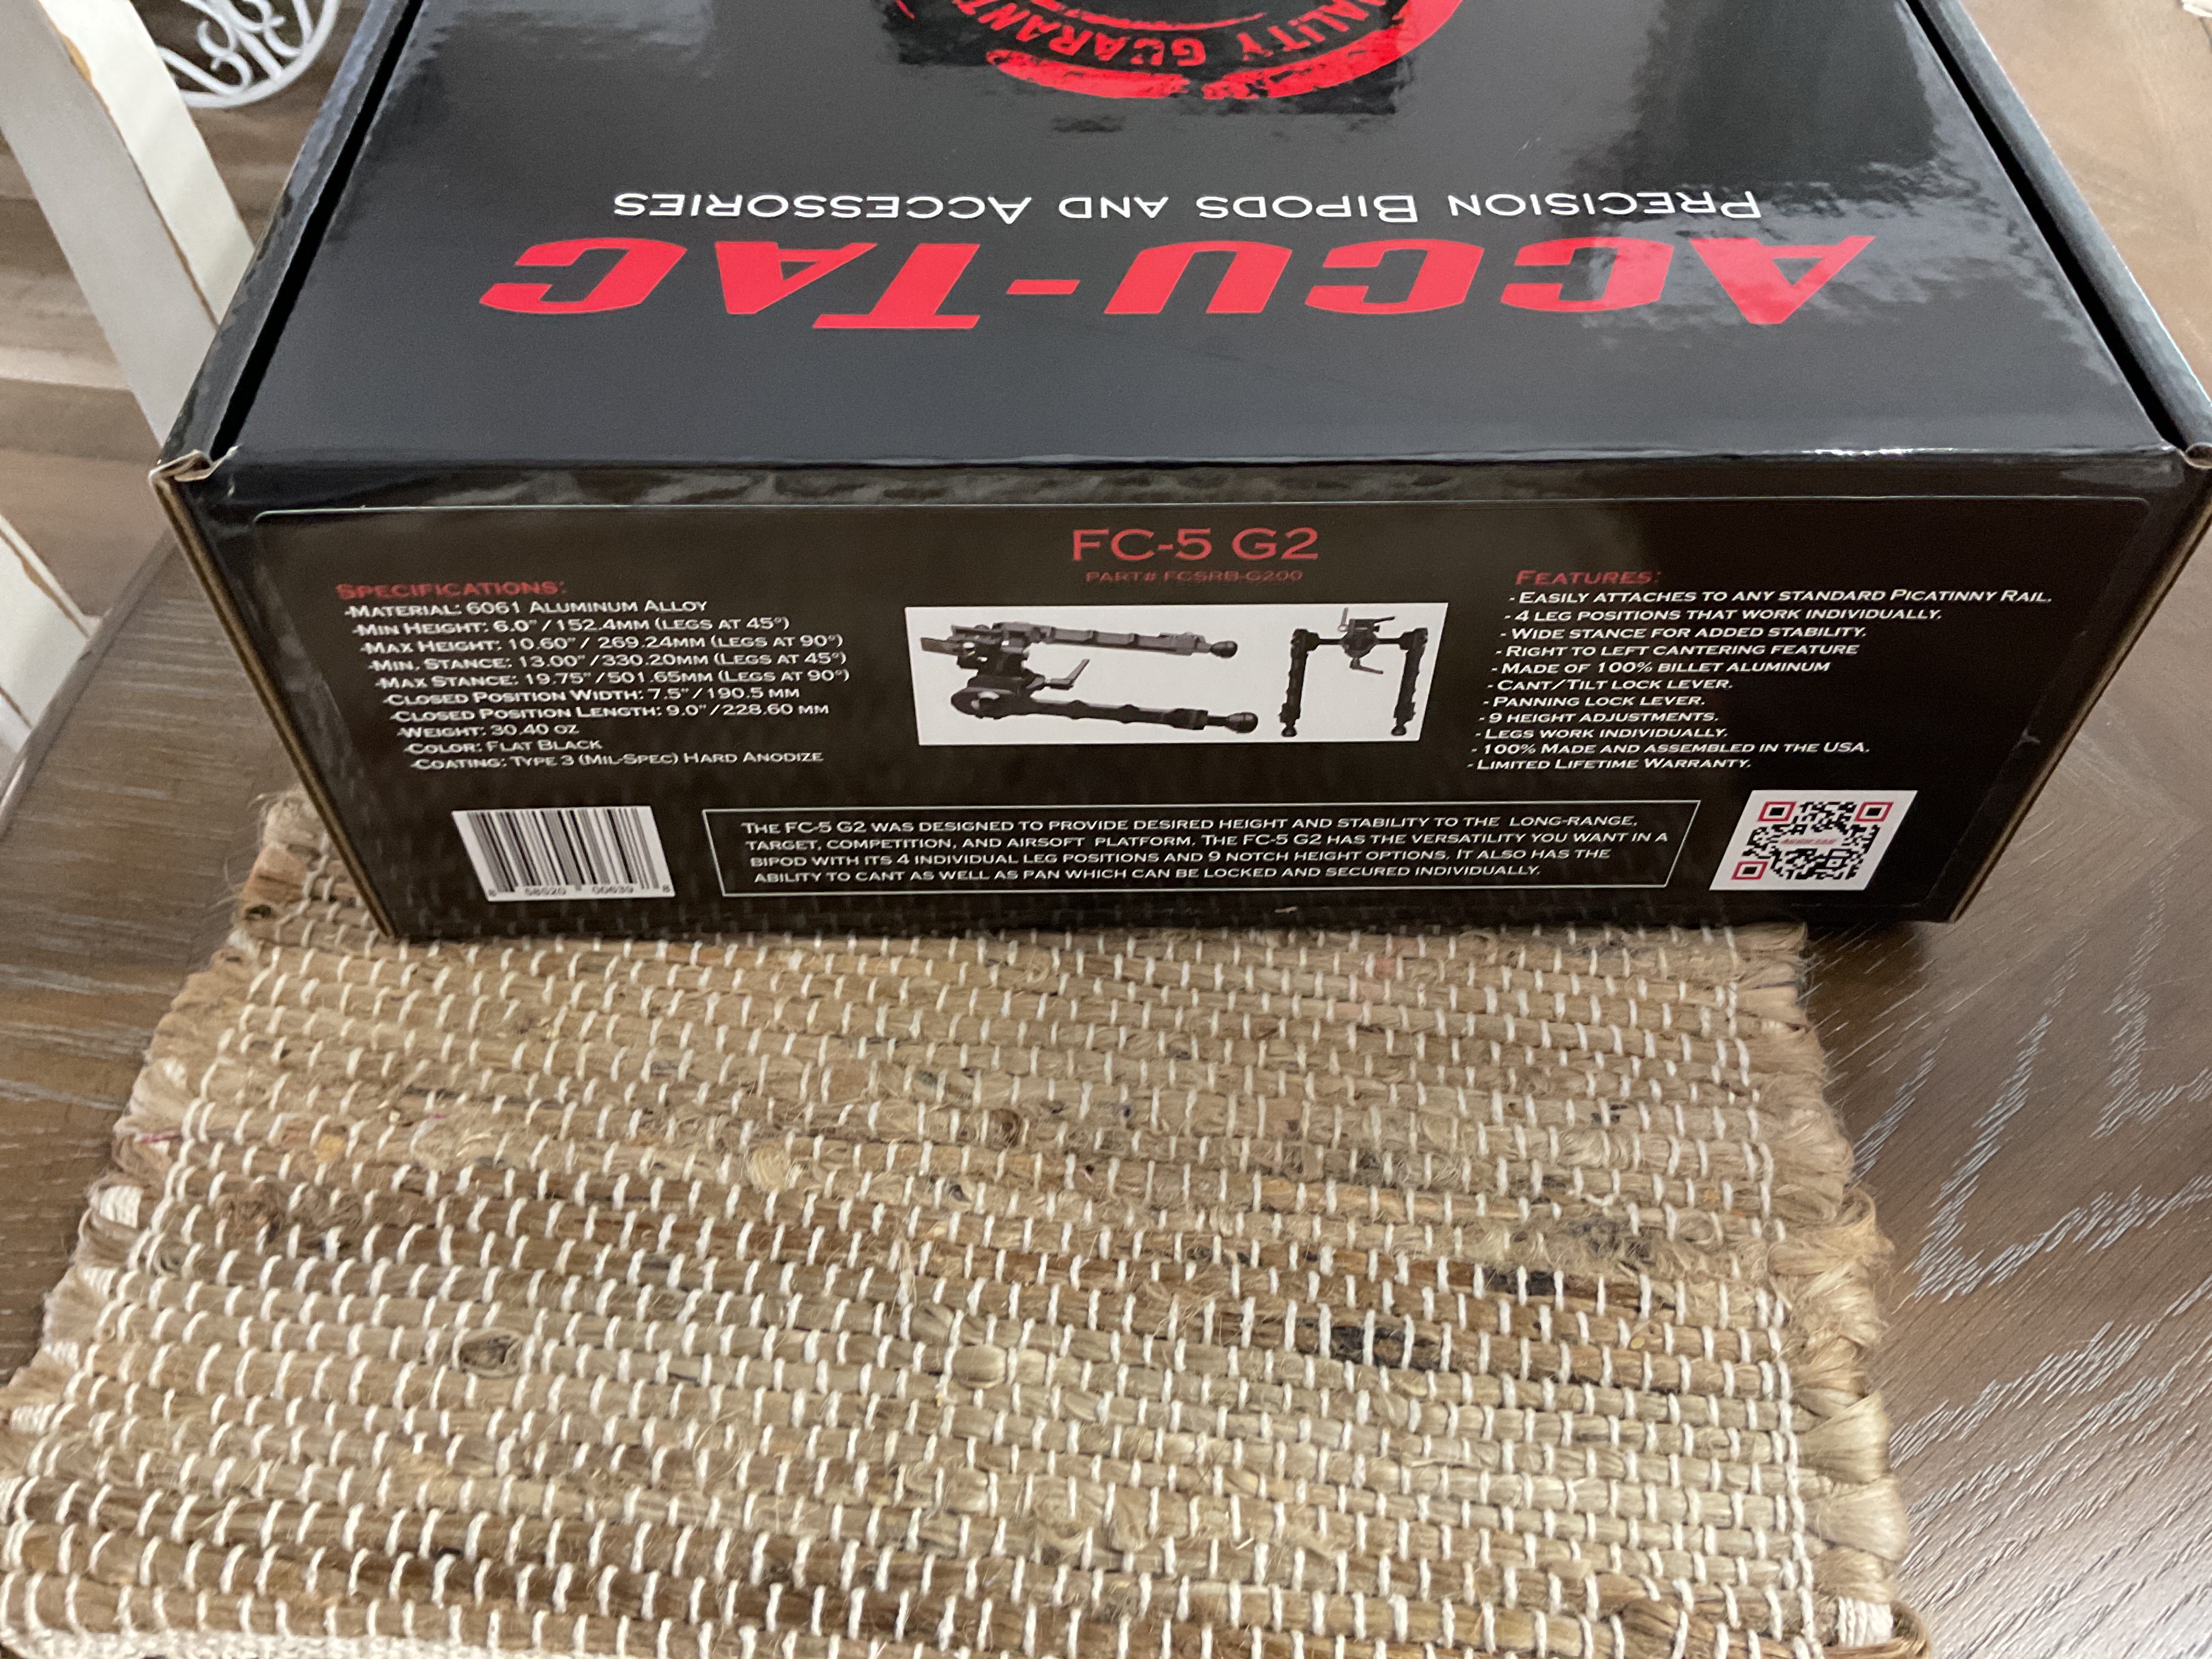 QUALITY GUARANT
PRECISION BIPODS AND ACCESSORIES
ACCU-TAC
FC-5 G2
PART# FCSRB-G200
SPECIFICATIONS:
-MATERIAL: 6061 ALUMINUM ALLOY
-MIN HEIGHT: 6.0" / 152.4MM (LEGS AT 45°)
-MAX HEIGHT: 10.60" / 269.24MM (LEGS AT 90°)
-MIN. STANCE: 13.00"/330.20MM (LEGS AT 45°)
-MAX STANCE: 19.75"/501.65MM (LEGS AT 90°)
-CLOSED POSITION WIDTH: 7.5"/190.5 MM
-CLOSED POSITION LENGTH: 9.0"/228.60 MM
-WEIGHT: 30.40 OZ
-COLOR: FLAT BLACK
-COATING: TYPE 3 (MIL-SPEC) HARD ANODIZE
FEATURES:
- EASILY ATTACHES TO ANY STANDARD PICATINNY RAIL.
- 4 LEG POSITIONS THAT WORK INDIVIDUALLY.
- WIDE STANCE FOR ADDED STABILITY.
- RIGHT TO LEFT CANTERING FEATURE
- MADE OF 100% BILLET ALUMINUM
- CANT/TILT LOCK LEVER.
- PANNING LOCK LEVER.
- 9 HEIGHT ADJUSTMENTS.
- LEGS WORK INDIVIDUALLY.
- 100% MADE AND ASSEMBLED IN THE USA.
- LIMITED LIFETIME WARRANTY.
8 58520 00639 8
THE FC-5 G2 WAS DESIGNED TO PROVIDE DESIRED HEIGHT AND STABILITY TO THE LONG-RANGE,
TARGET, COMPETITION, AND AIRSOFT PLATFORM. THE FC-5 G2 HAS THE VERSATILITY YOU WANT IN A
BIPOD WITH ITS 4 INDIVIDUAL LEG POSITIONS AND 9 NOTCH HEIGHT OPTIONS. IT ALSO HAS THE
ABILITY TO CANT AS WELL AS PAN WHICH CAN BE LOCKED AND SECURED INDIVIDUALLY.